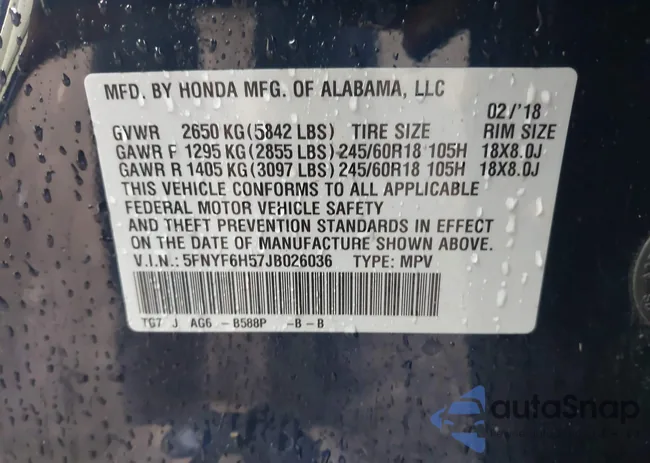 MFD. BY HONDA MFG. OF ALABAMA, LLC
02/'18
GVWR 2650 KG(5842 LBS) TIRE SIZE RIM SIZE
GAWR F 1295 KG(2855 LBS)245/60R18 105H 18X8.0J
GAWR R 1405 KG(3097 LBS)245/60R18 105H 18X8.0J
THIS VEHICLE CONFORMS TO ALL APPLICABLE
FEDERAL MOTOR VEHICLE SAFETY
AND THEFT PREVENTION STANDARDS IN EFFECT
ON THE DATE OF MANUFACTURE SHOWN ABOVE.
V.I.N.: 5FNYF6H57JB026036 TYPE: MPV
TG7 J AG6 - B588P -B - B
autoSnap